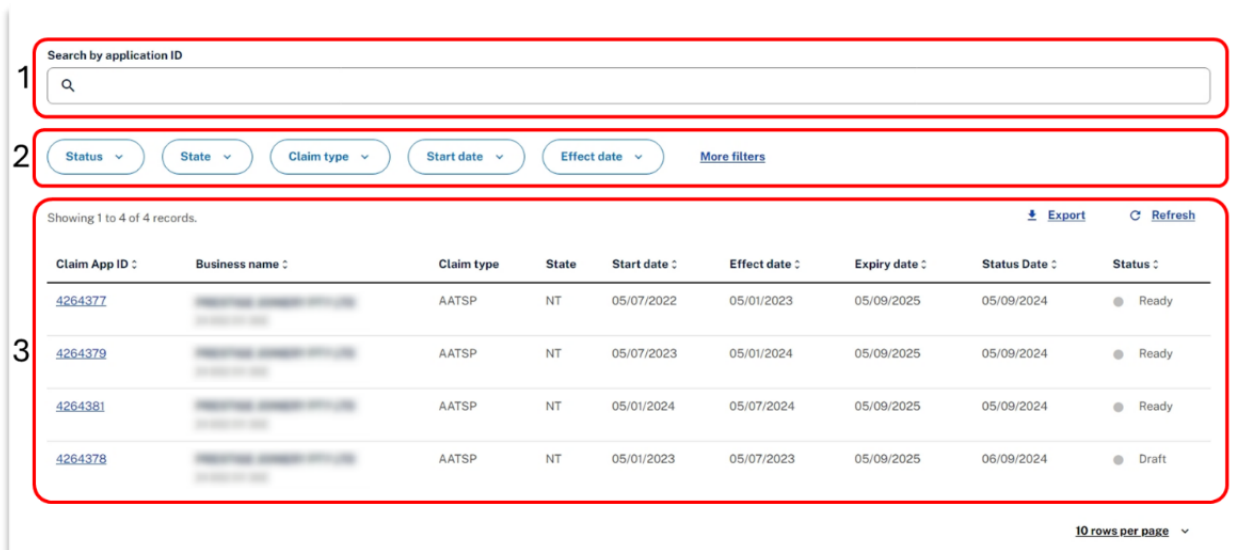 1
Search by application ID
2
Status State Claim type Start date Effect date More filters
3
Showing 1 to 4 of 4 records. Export Refresh
Claim App ID Business name Claim type State Start date Effect date Expiry date Status Date Status
4264377 AATSP NT 05/07/2022 05/01/2023 05/09/2025 05/09/2024 Ready
4264379 AATSP NT 05/07/2023 05/01/2024 05/09/2025 05/09/2024 Ready
4264381 AATSP NT 05/01/2024 05/07/2024 05/09/2025 05/09/2024 Ready
4264378 AATSP NT 05/01/2023 05/07/2023 05/09/2025 06/09/2024 Draft
10 rows per page